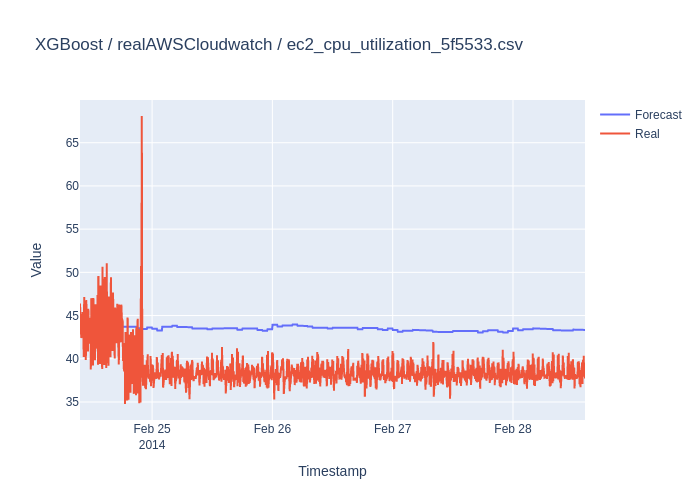 XGBoost / realAWSCloudwatch / ec2_cpu_utilization_5f5533.csv
Forecast
Real
65
60
55
50
45
40
35
Value
Feb 25
2014
Feb 26
Feb 27
Feb 28
Timestamp